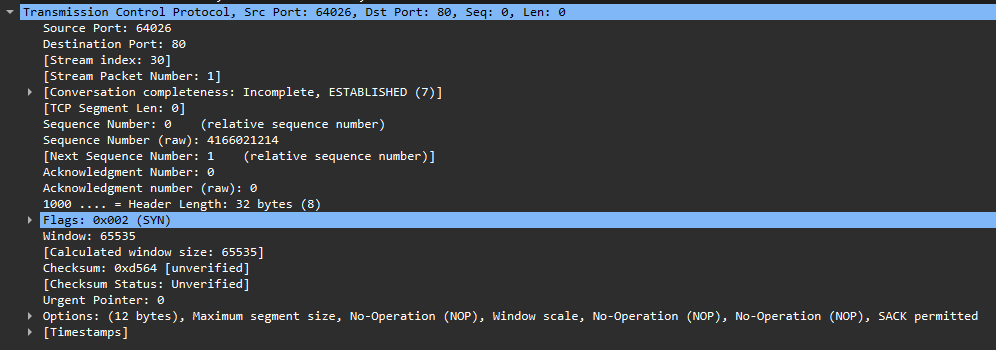 Transmission Control Protocol, Src Port: 64026, Dst Port: 80, Seq: 0, Len: 0
Source Port: 64026
Destination Port: 80
[Stream index: 30]
[Stream Packet Number: 1]
[Conversation completeness: Incomplete, ESTABLISHED (7)]
[TCP Segment Len: 0]
Sequence Number: 0    (relative sequence number)
Sequence Number (raw): 4166021214
[Next Sequence Number: 1    (relative sequence number)]
Acknowledgment Number: 0
Acknowledgment number (raw): 0
1000 .... = Header Length: 32 bytes (8)
Flags: 0x002 (SYN)
Window: 65535
[Calculated window size: 65535]
Checksum: 0xd564 [unverified]
[Checksum Status: Unverified]
Urgent Pointer: 0
Options: (12 bytes), Maximum segment size, No-Operation (NOP), Window scale, No-Operation (NOP), No-Operation (NOP), SACK permitted
[Timestamps]